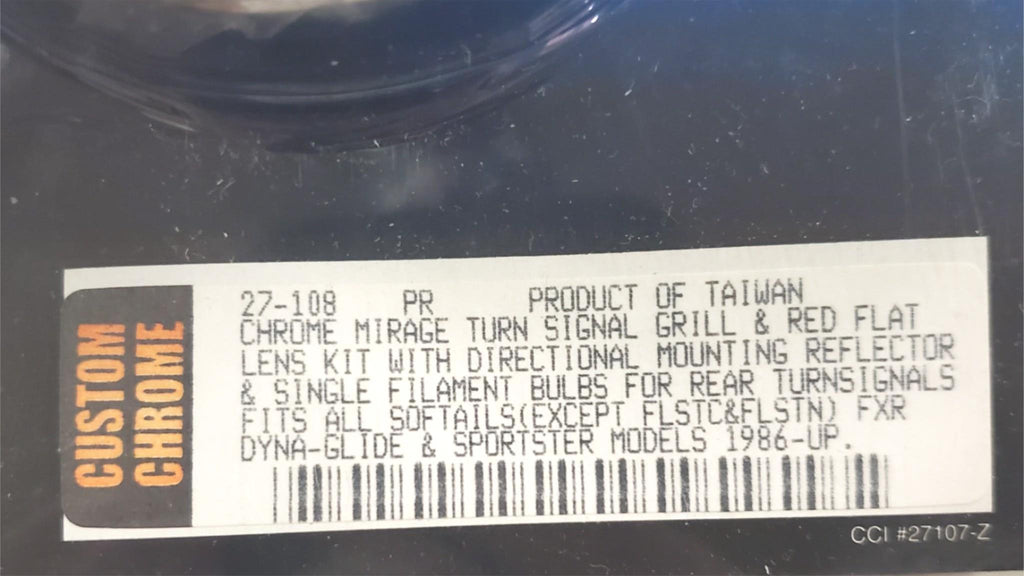 CUSTOM
CHROME
27-108 PR PRODUCT OF TAIWAN
CHROME MIRAGE TURN SIGNAL GRILL & RED FLAT
LENS KIT WITH DIRECTIONAL MOUNTING REFLECTOR
& SINGLE FILAMENT BULBS FOR REAR TURNSIGNALS
FITS ALL SOFTAILS(EXCEPT FLSTC&FLSTN) FXR
DYNA-GLIDE & SPORTSTER MODELS 1986-UP.
CCI #27107-Z